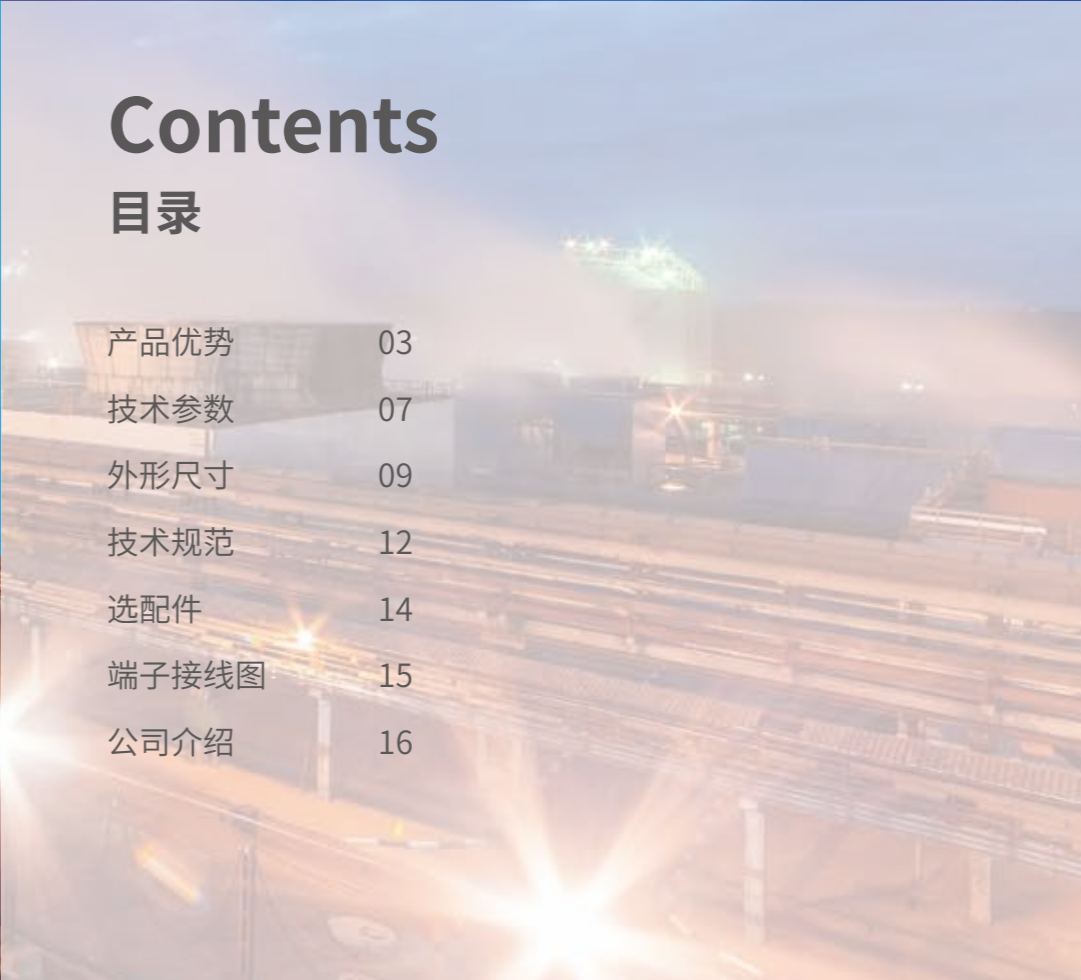 Contents
目录
产品优势 03
技术参数 07
外形尺寸 09
技术规范 12
选配件 14
端子接线图 15
公司介绍 16